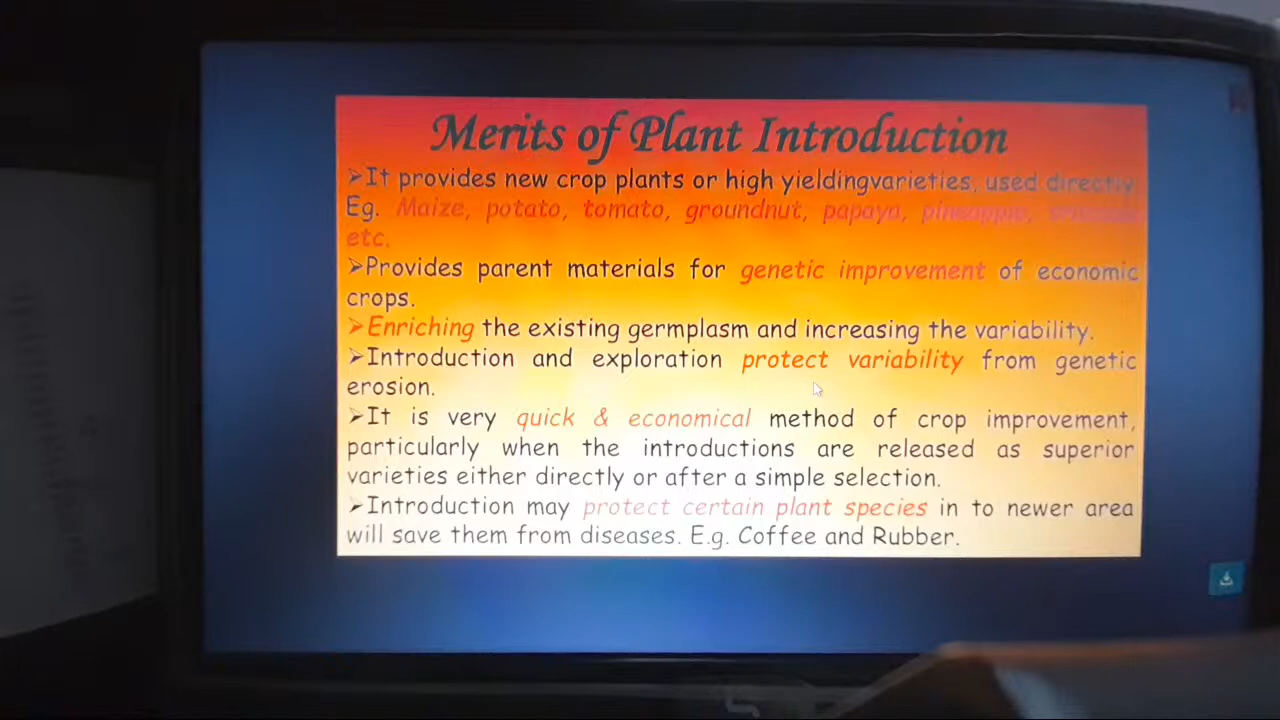 Merits of Plant Introduction
➢It provides new crop plants or high yieldingvarieties, used directly.
Eg. Maize, potato, tomato, groundnut, papaya, pineapple,
etc.
➢Provides parent materials for genetic improvement of economic
crops.
➢Enriching the existing germplasm and increasing the variability.
➢Introduction and exploration protect variability from genetic
erosion.
➢It is very quick & economical method of crop improvement,
particularly when the introductions are released as superior
varieties either directly or after a simple selection.
➢Introduction may protect certain plant species in to newer area
will save them from diseases. E.g. Coffee and Rubber.